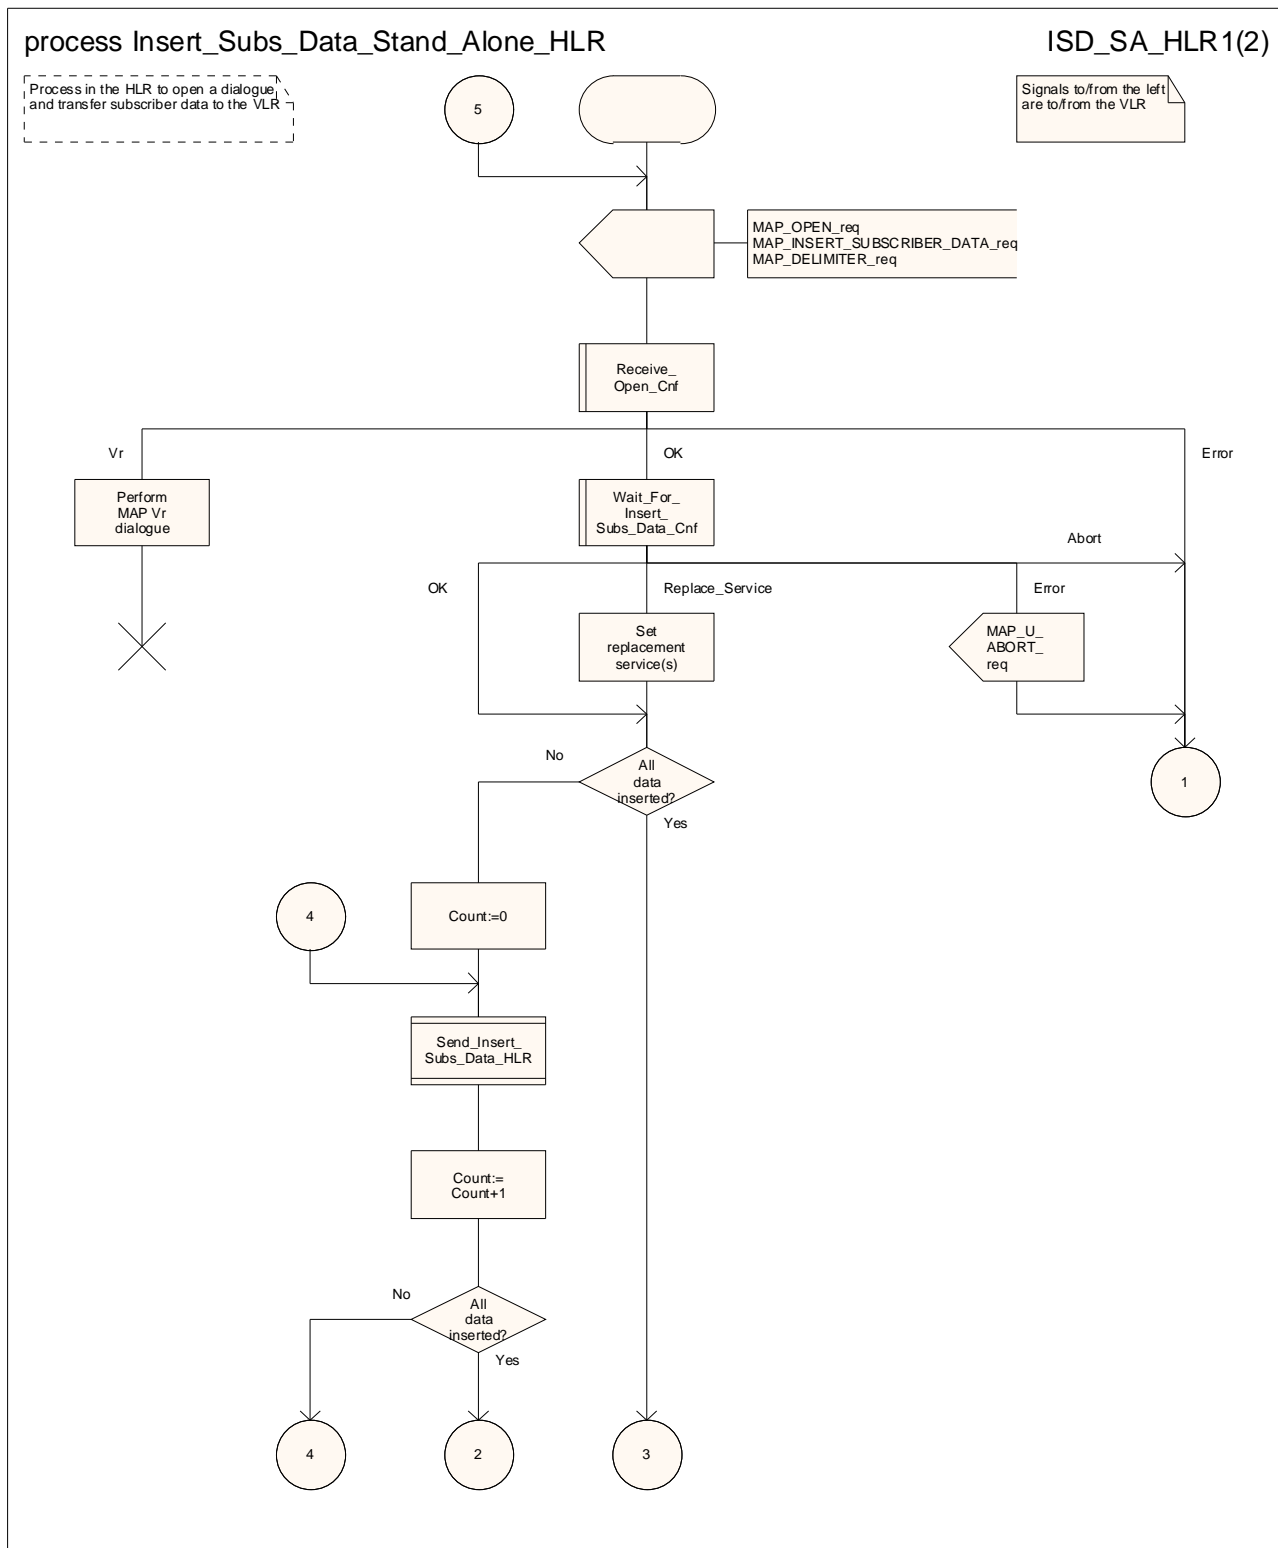 process Insert_Subs_Data_Stand_Alone_HLR
ISD_SA_HLR1(2)
Process in the HLR to open a dialogue
and transfer subscriber data to the VLR
5
Signals to/from the left
are to/from the VLR
MAP_OPEN_req
MAP_INSERT_SUBSCRIBER_DATA_req
MAP_DELIMITER_req
Receive_
Open_Cnf
Vr
OK
Error
Perform
MAP Vr
dialogue
Wait_For_
Insert_
Subs_Data_Cnf
Abort
OK
Replace_Service
Error
Set
replacement
service(s)
MAP_U_
ABORT_
req
No
All
data
inserted?
Yes
1
4
Count:=0
Send_Insert_
Subs_Data_HLR
Count:=
Count+1
No
All
data
inserted?
Yes
4
2
3